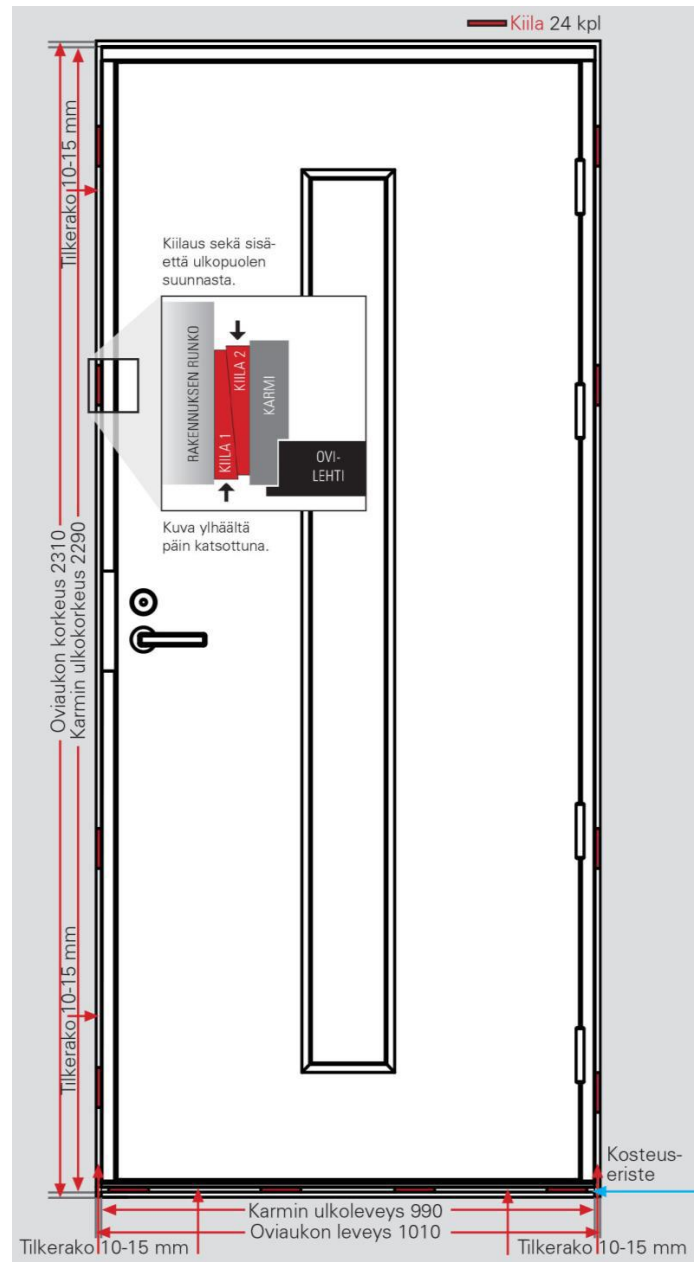 Kiila 24 kpl
Tilkerako 10-15 mm
Kiilaus sekä sisä-
että ulkopuolen
suunnasta.
RAKENNUKSEN RUNKO
KIILA 1
KIILA 2
KARMI
OVI-
LEHTI
Kuva ylhäältä
päin katsottuna.
Oviaukon korkeus 2310
Karmin ulkokorkeus 2290
Tilkerako 10-15 mm
Kosteus-
eriste
Karmin ulkoleveys 990
Oviaukon leveys 1010
Tilkerako 10-15 mm
Tilkerako 10-15 mm